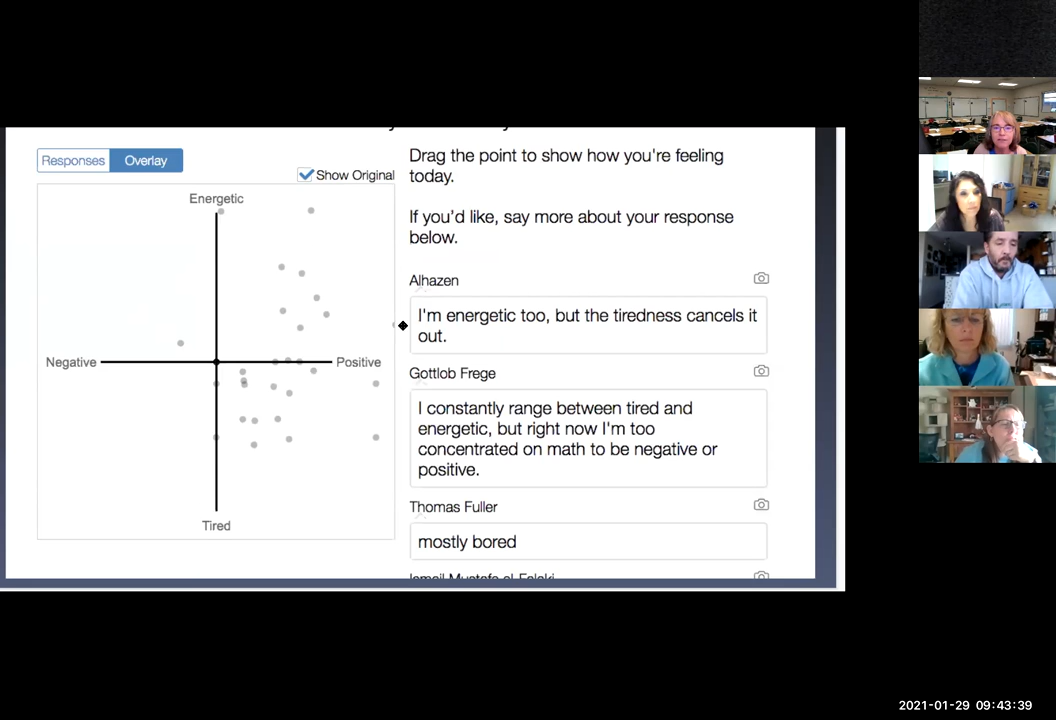 Responses
Overlay
Show Original
Energetic
Negative
Positive
Tired
Drag the point to show how you're feeling
today.
If you'd like, say more about your response
below.
Alhazen
I'm energetic too, but the tiredness cancels it
out.
Gottlob Frege
I constantly range between tired and
energetic, but right now I'm too
concentrated on math to be negative or
positive.
Thomas Fuller
mostly bored
2021-01-29 09:43:39